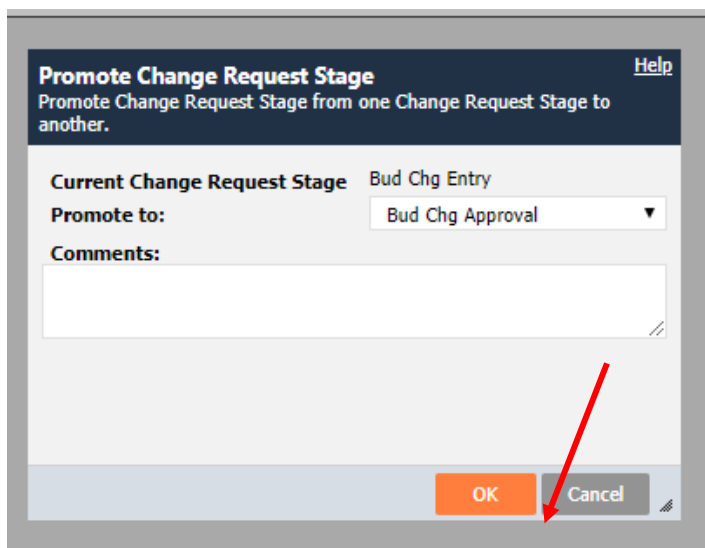 Promote Change Request Stage
Help
Promote Change Request Stage from one Change Request Stage to
another.
Current Change Request Stage Bud Chg Entry
Promote to: Bud Chg Approval
Comments:
OK Cancel